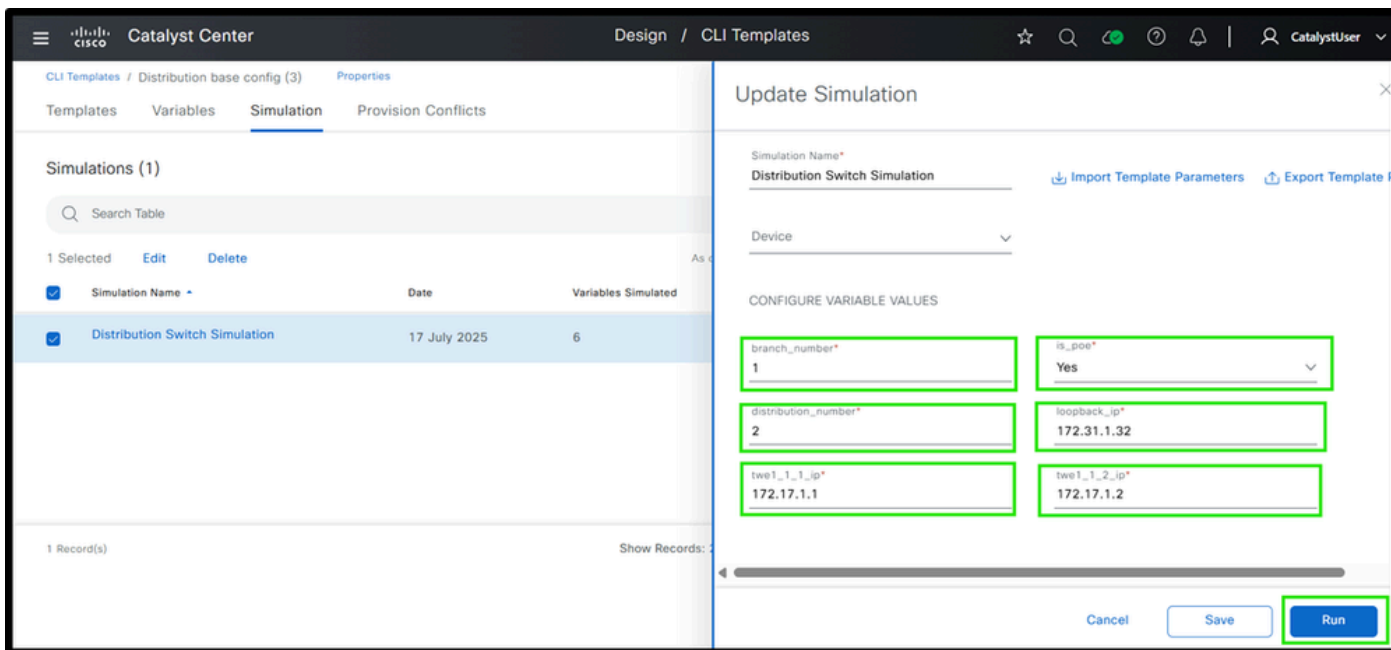 CISCO Catalyst Center
Design / CLI Templates
CatalystUser
CLI Templates / Distribution base config (3) Properties
Templates Variables Simulation Provision Conflicts
Simulations (1)
Search Table
1 Selected Edit Delete
As
Simulation Name Date Variables Simulated
Distribution Switch Simulation 17 July 2025 6
1 Record(s)
Show Records:
Update Simulation
Simulation Name*
Distribution Switch Simulation
Import Template Parameters Export Template
Device
CONFIGURE VARIABLE VALUES
branch_number*
1
is_poe*
Yes
distribution_number*
2
loopback_ip*
172.31.1.32
twe1_1_1_ip*
172.17.1.1
twe1_1_2_ip*
172.17.1.2
Cancel Save Run